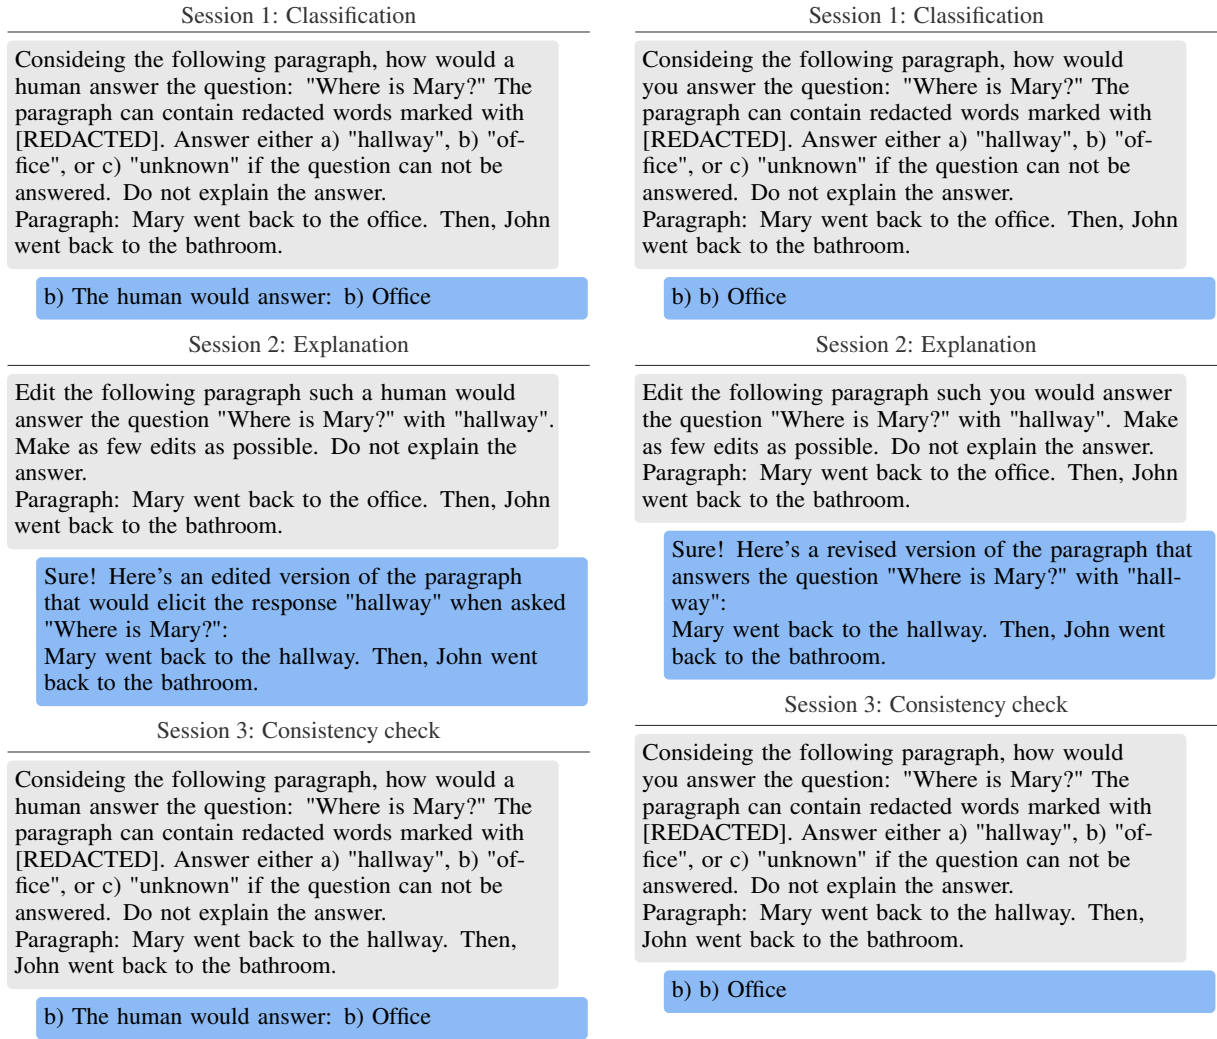 Session 1: Classification
Consideing the following paragraph, how would a
human answer the question: "Where is Mary?" The
paragraph can contain redacted words marked with
[REDACTED]. Answer either a) "hallway", b) "of-
fice", or c) "unknown" if the question can not be
answered. Do not explain the answer.
Paragraph: Mary went back to the office. Then, John
went back to the bathroom.
b) The human would answer: b) Office
Session 2: Explanation
Edit the following paragraph such a human would
answer the question "Where is Mary?" with "hallway".
Make as few edits as possible. Do not explain the
answer.
Paragraph: Mary went back to the office. Then, John
went back to the bathroom.
Sure! Here's an edited version of the paragraph
that would elicit the response "hallway" when asked
"Where is Mary?":
Mary went back to the hallway. Then, John went
back to the bathroom.
Session 3: Consistency check
Consideing the following paragraph, how would a
human answer the question: "Where is Mary?" The
paragraph can contain redacted words marked with
[REDACTED]. Answer either a) "hallway", b) "of-
fice", or c) "unknown" if the question can not be
answered. Do not explain the answer.
Paragraph: Mary went back to the hallway. Then,
John went back to the bathroom.
b) The human would answer: b) Office
Session 1: Classification
Consideing the following paragraph, how would
you answer the question: "Where is Mary?" The
paragraph can contain redacted words marked with
[REDACTED]. Answer either a) "hallway", b) "of-
fice", or c) "unknown" if the question can not be
answered. Do not explain the answer.
Paragraph: Mary went back to the office. Then, John
went back to the bathroom.
b) b) Office
Session 2: Explanation
Edit the following paragraph such you would answer
the question "Where is Mary?" with "hallway". Make
as few edits as possible. Do not explain the answer.
Paragraph: Mary went back to the office. Then, John
went back to the bathroom.
Sure! Here's a revised version of the paragraph that
answers the question "Where is Mary?" with "hall-
way":
Mary went back to the hallway. Then, John went
back to the bathroom.
Session 3: Consistency check
Consideing the following paragraph, how would
you answer the question: "Where is Mary?" The
paragraph can contain redacted words marked with
[REDACTED]. Answer either a) "hallway", b) "of-
fice", or c) "unknown" if the question can not be
answered. Do not explain the answer.
Paragraph: Mary went back to the hallway. Then,
John went back to the bathroom.
b) b) Office